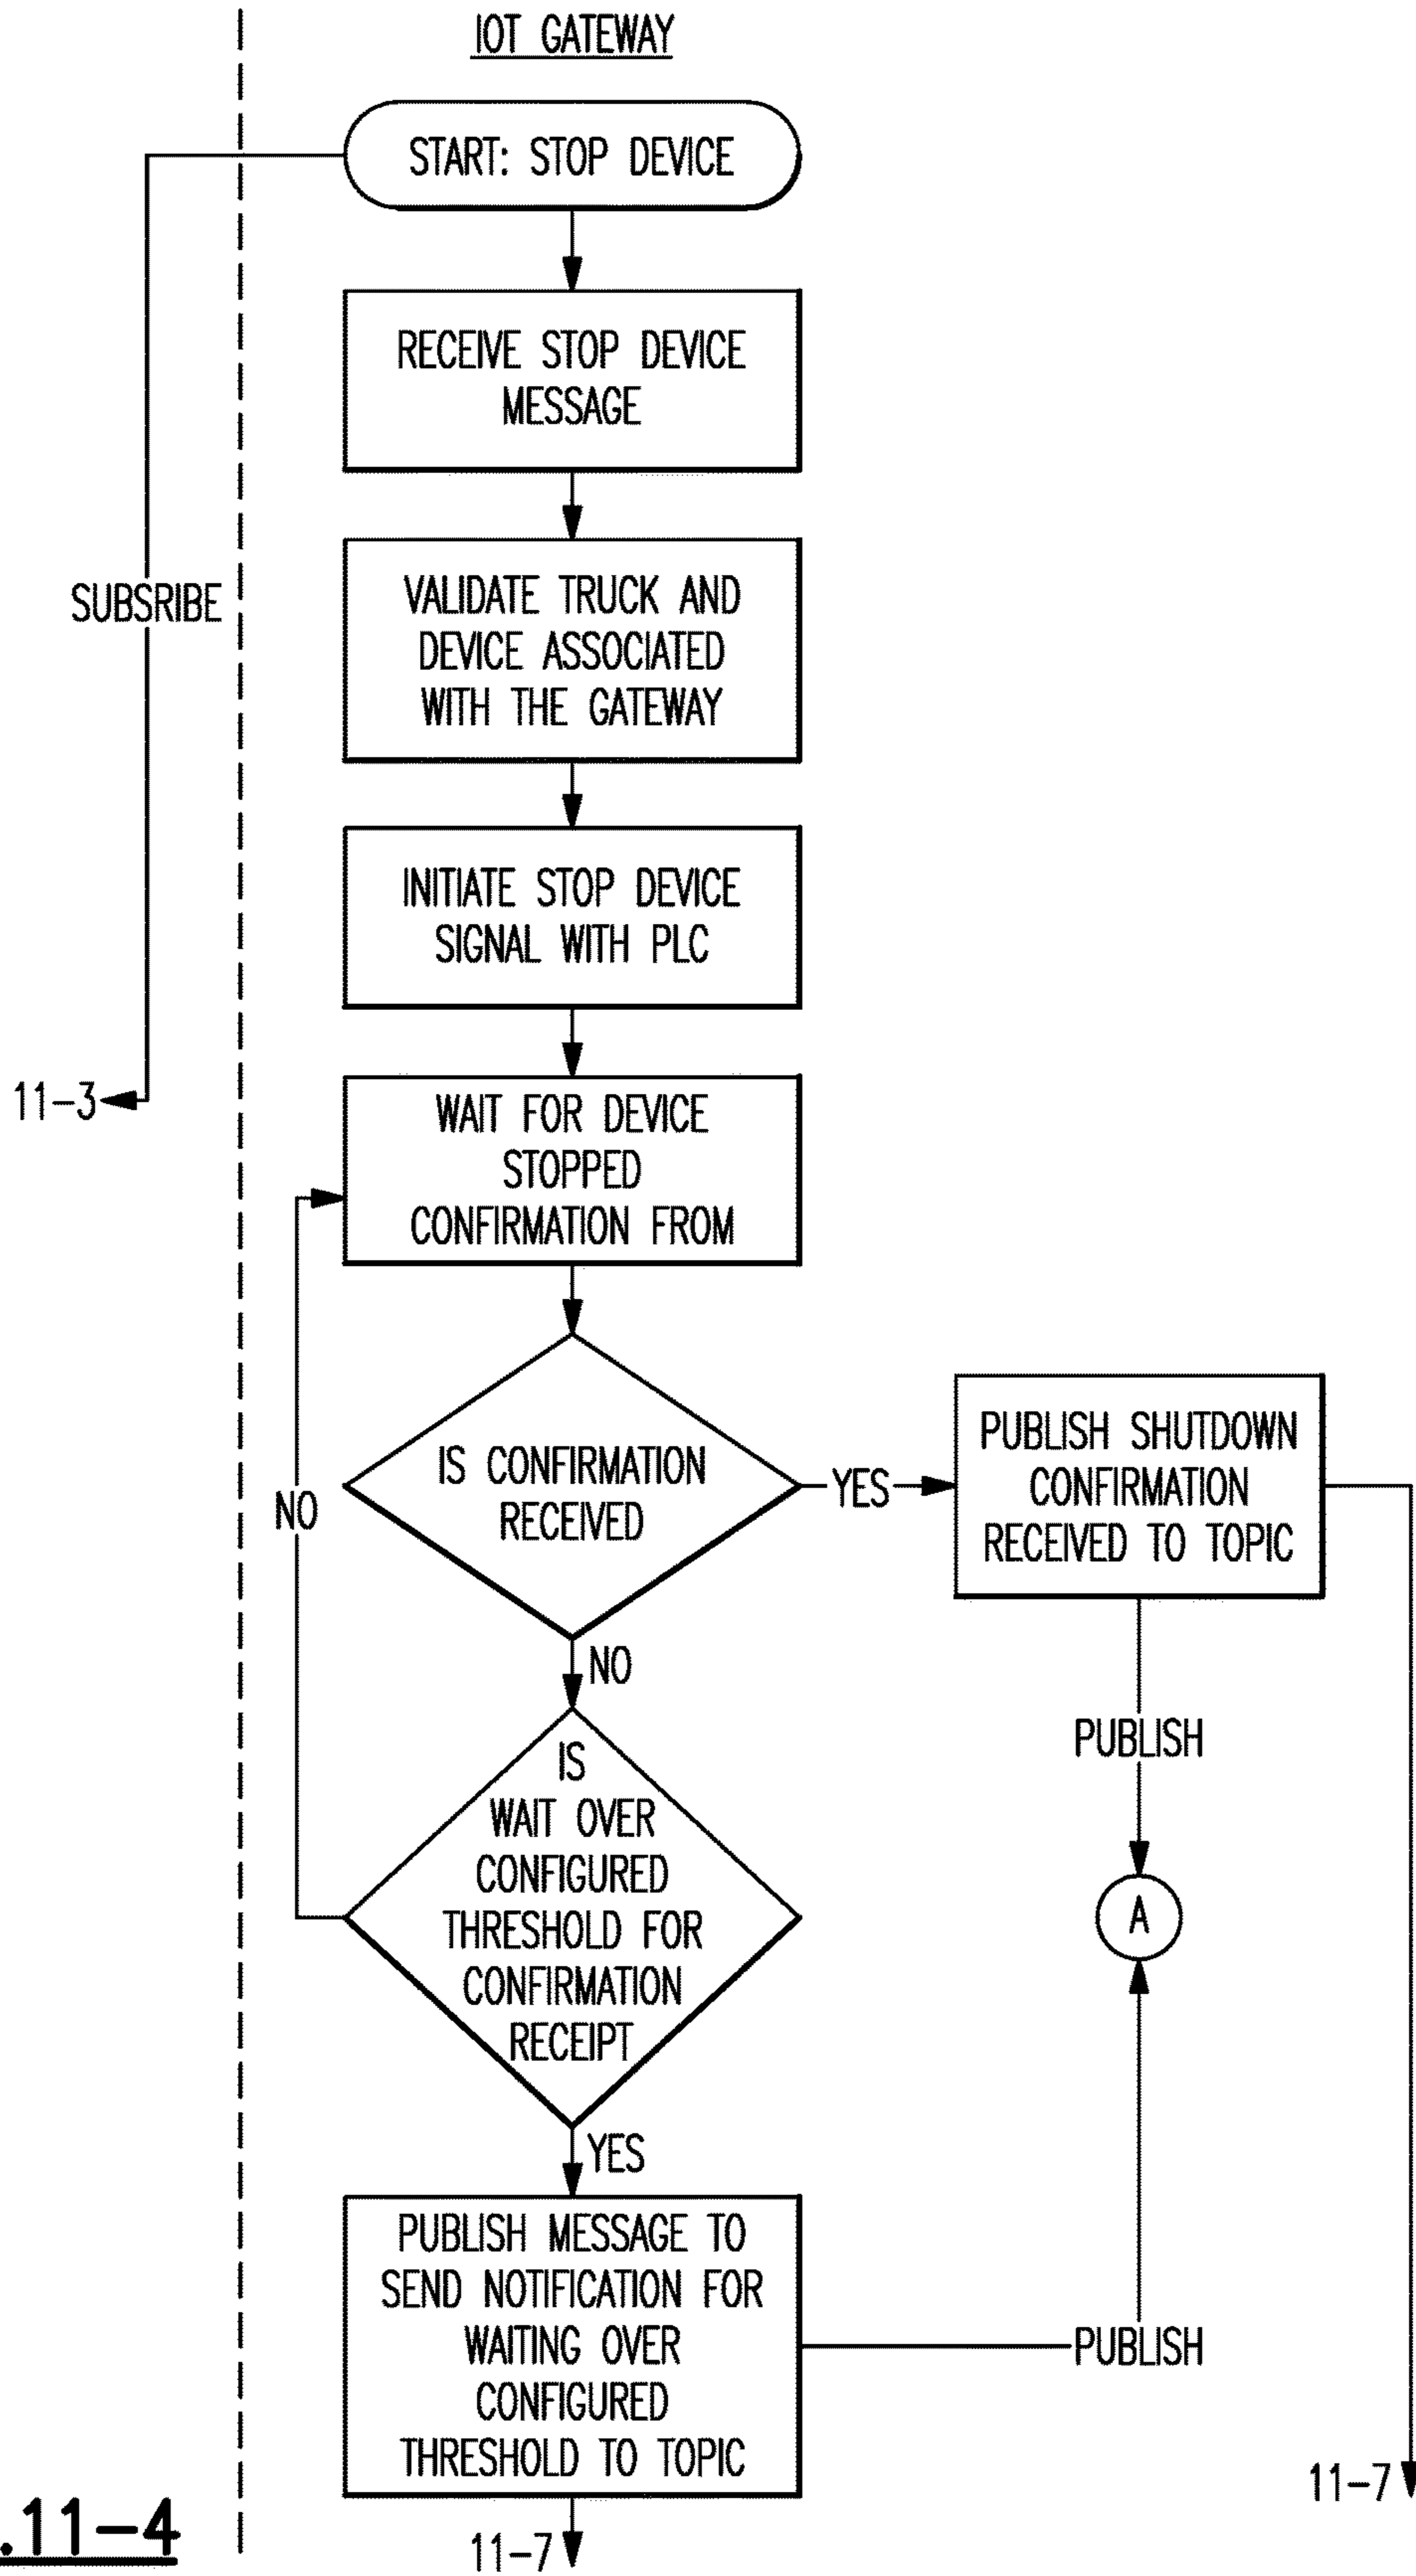 IOT GATEWAY
START: STOP DEVICE
RECEIVE STOP DEVICE
MESSAGE
SUBSRIBE
VALIDATE TRUCK AND
DEVICE ASSOCIATED
WITH THE GATEWAY
INITIATE STOP DEVICE
SIGNAL WITH PLC
11-3
WAIT FOR DEVICE
STOPPED
CONFIRMATION FROM
IS CONFIRMATION
RECEIVED
YES
PUBLISH SHUTDOWN
CONFIRMATION
RECEIVED TO TOPIC
NO
NO
PUBLISH
IS
WAIT OVER
CONFIGURED
THRESHOLD FOR
CONFIRMATION
RECEIPT
A
YES
PUBLISH MESSAGE TO
SEND NOTIFICATION FOR
WAITING OVER
CONFIGURED
THRESHOLD TO TOPIC
PUBLISH
11-7
11-7
.11-4